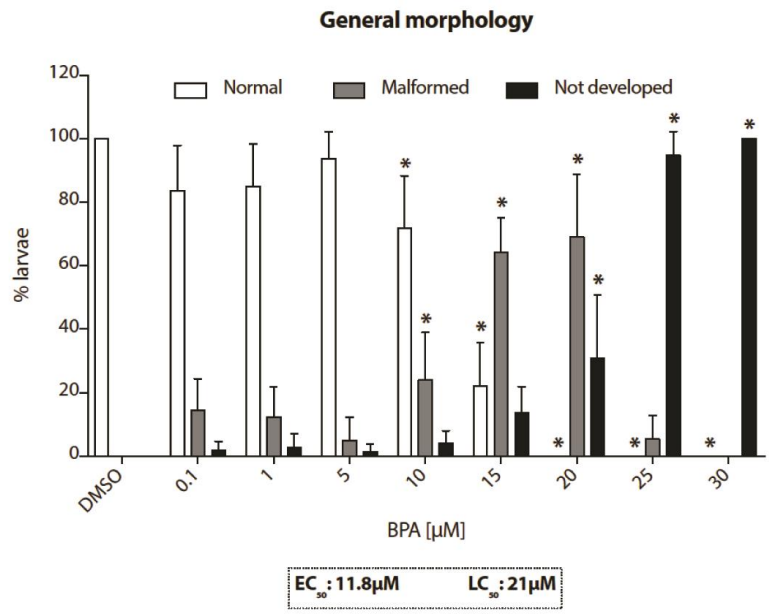 General morphology
Normal Malformed Not developed
120
100
80
60
40
20
0
% larvae
* * * * * * * * * * *
DMSO 0.1 1 5 10 15 20 25 30
BPA [µM]
EC50: 11.8µM LC50: 21µM